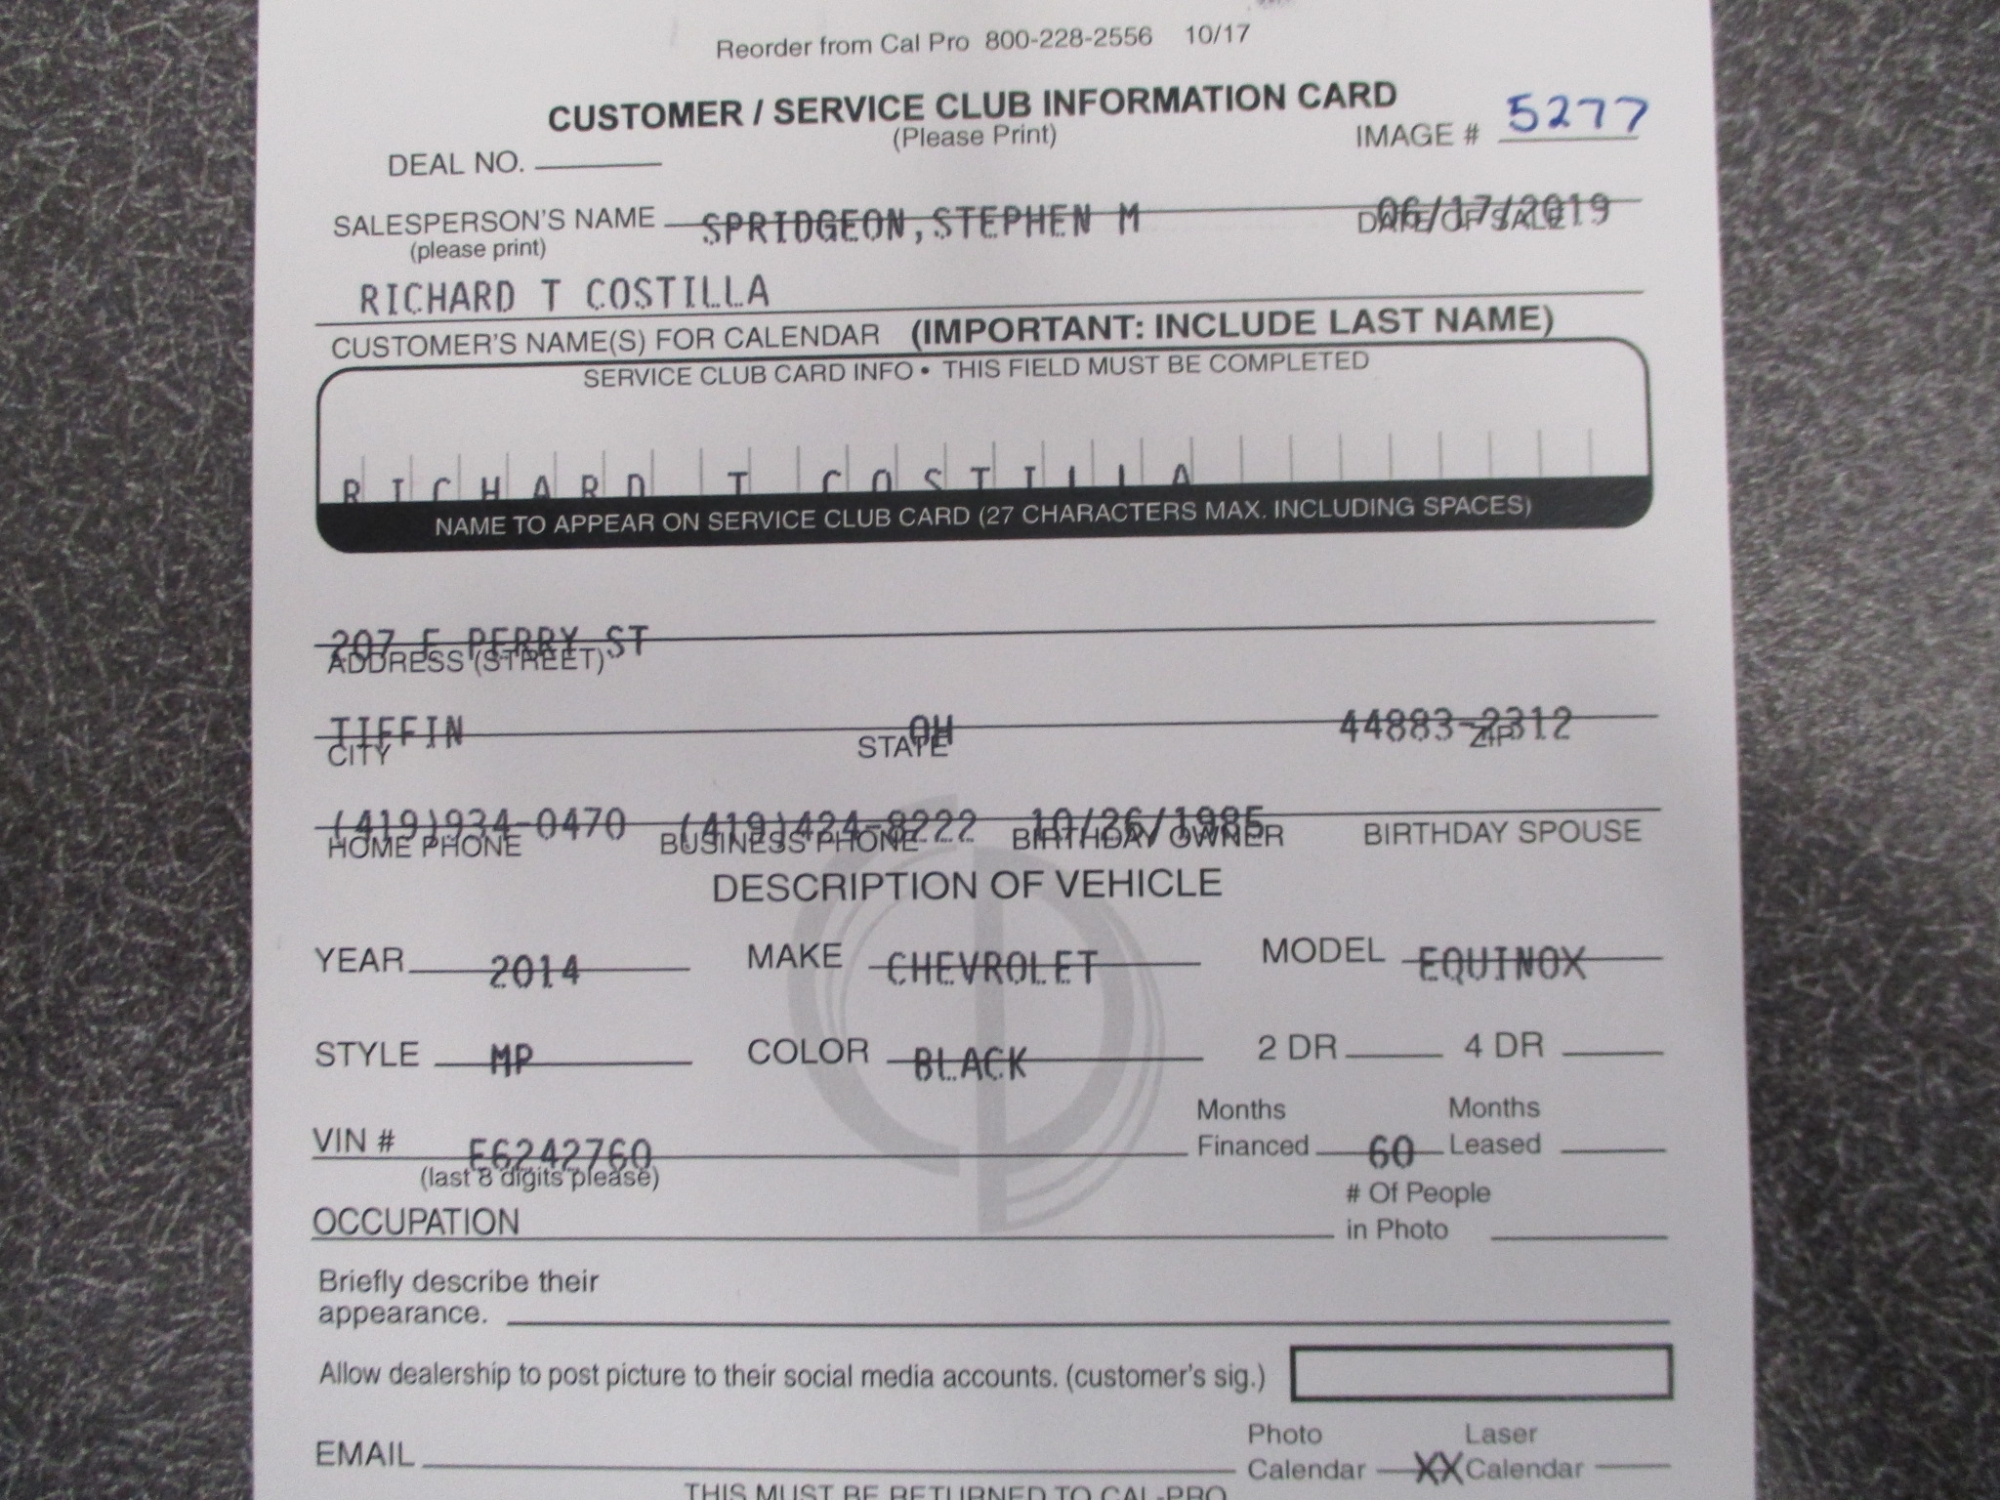 Reorder from Cal Pro 800-228-2556 10/17
CUSTOMER / SERVICE CLUB INFORMATION CARD
(Please Print)
IMAGE # 5277
DEAL NO.
SALESPERSON'S NAME SPRIDGEON,STEPHEN M DATE OF SALE 06/17/2019
(please print)
RICHARD T COSTILLA
CUSTOMER'S NAME(S) FOR CALENDAR (IMPORTANT: INCLUDE LAST NAME)
SERVICE CLUB CARD INFO • THIS FIELD MUST BE COMPLETED
RICHARD T COSTILLA
NAME TO APPEAR ON SERVICE CLUB CARD (27 CHARACTERS MAX. INCLUDING SPACES)
207 E PERRY ST
ADDRESS (STREET)
TIFFIN OH 44883-2312
CITY STATE ZIP
(419)934-0470 (419)424-8222 10/26/1985
HOME PHONE BUSINESS PHONE BIRTHDAY OWNER BIRTHDAY SPOUSE
DESCRIPTION OF VEHICLE
YEAR 2014 MAKE CHEVROLET MODEL EQUINOX
STYLE MP COLOR BLACK 2 DR 4 DR
Months Months
VIN # E6242760 Financed 60 Leased
(last 8 digits please)
# Of People
OCCUPATION in Photo
Briefly describe their
appearance.
Allow dealership to post picture to their social media accounts. (customer's sig.)
Photo Laser
EMAIL Calendar XX Calendar
THIS MUST BE RETURNED TO CAL-PRO